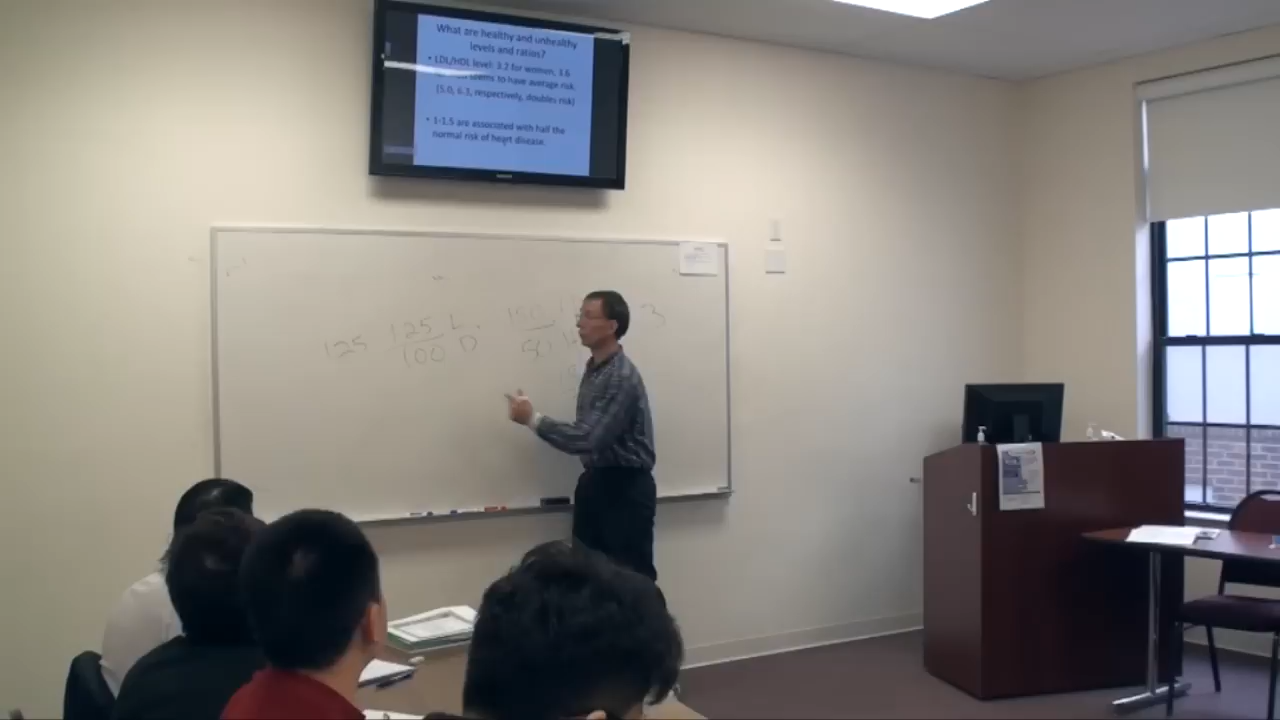 What are healthy and unhealthy
levels and ratios?
• LDL/HDL level: 3.2 for women, 3.6
seems to have average risk.
(5.0, 6.3, respectively, doubles risk)
• 1-1.5 are associated with half the
normal risk of heart disease.
125 125 L 150 3
100 D 50